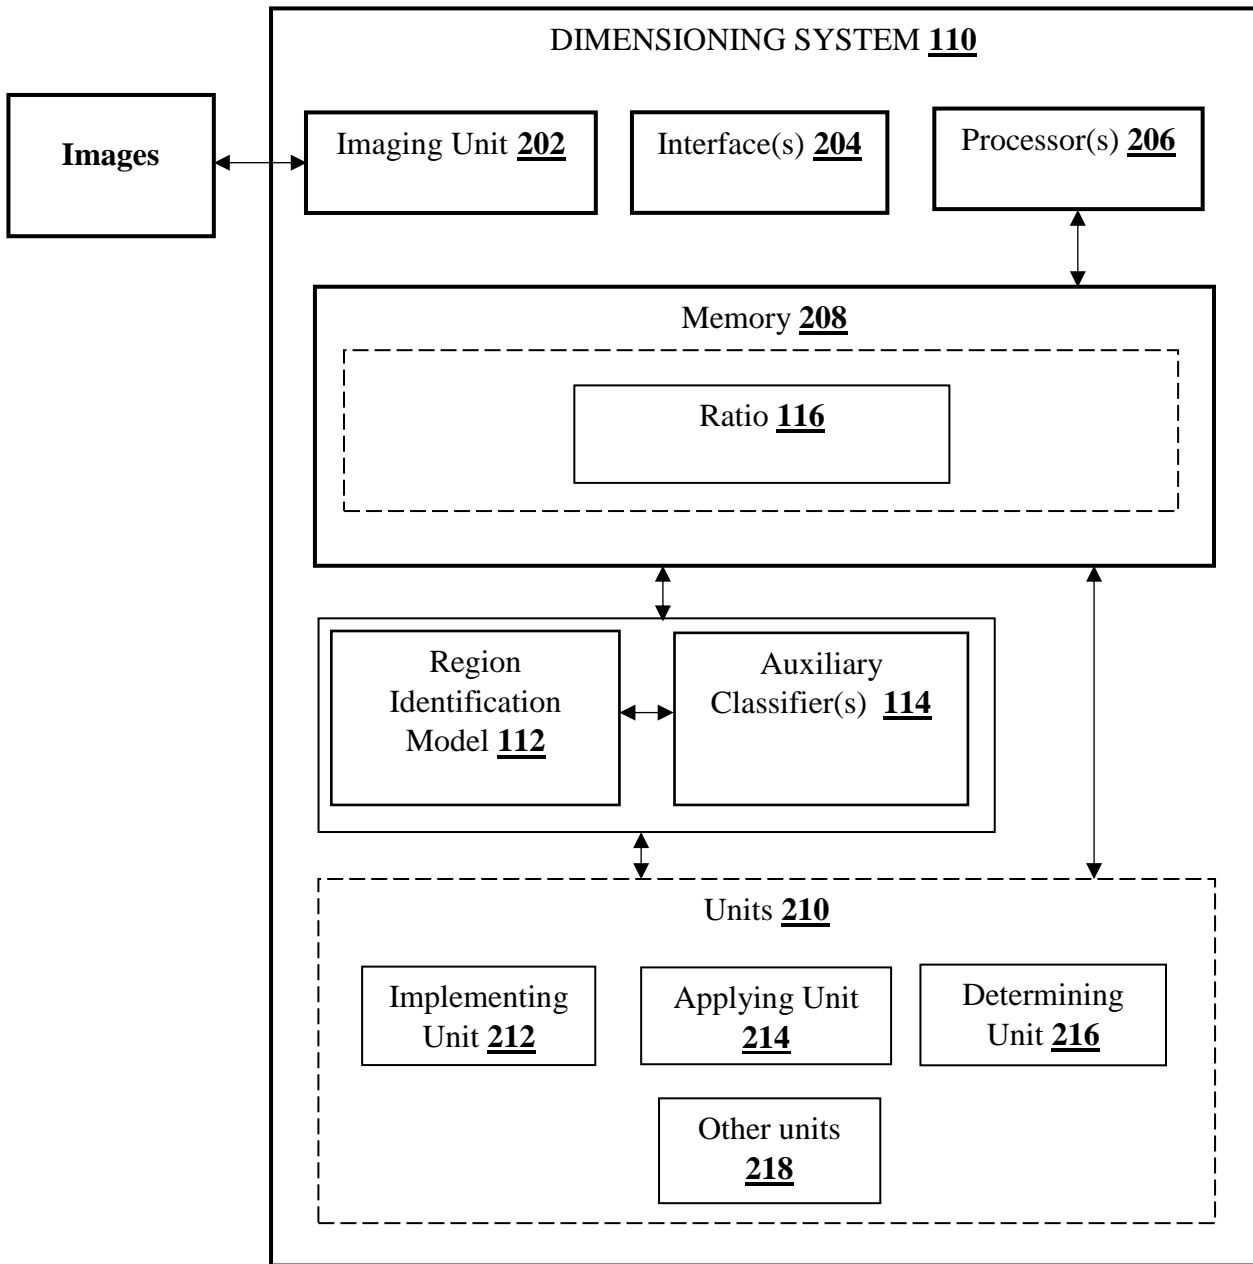 DIMENSIONING SYSTEM 110
Images
Imaging Unit 202
Interface(s) 204
Processor(s) 206
Memory 208
Ratio 116
Region
Identification
Model 112
Auxiliary
Classifier(s) 114
Units 210
Implementing
Unit 212
Applying Unit
214
Determining
Unit 216
Other units
218